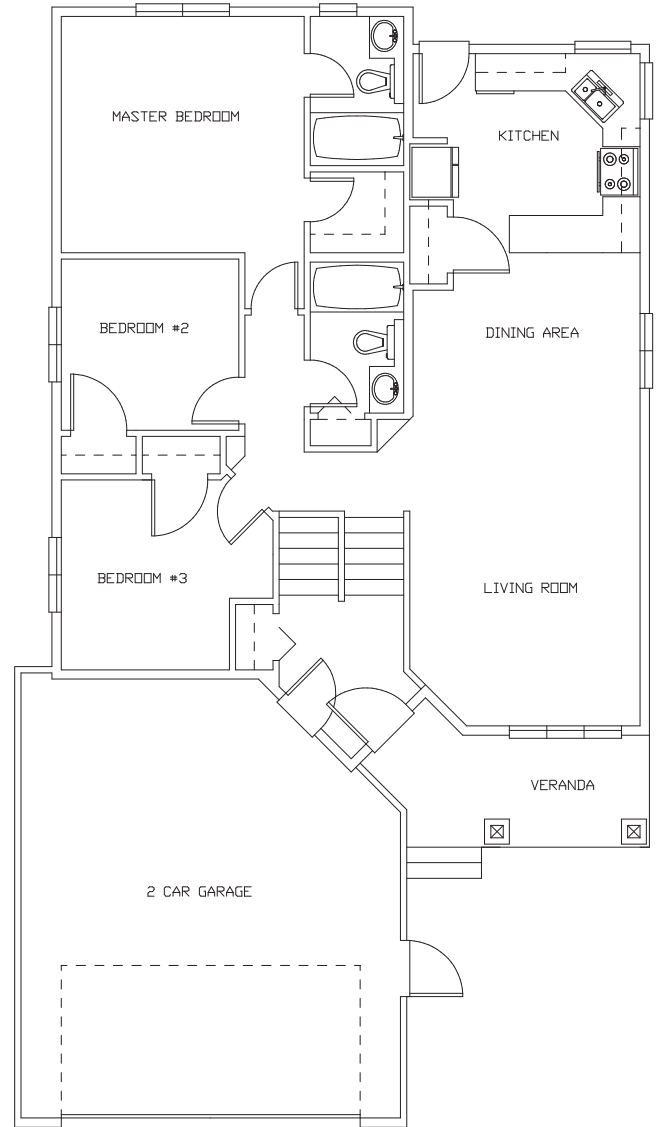 MASTER BEDROOM
KITCHEN
BEDROOM #2
DINING AREA
BEDROOM #3
LIVING ROOM
VERANDA
2 CAR GARAGE